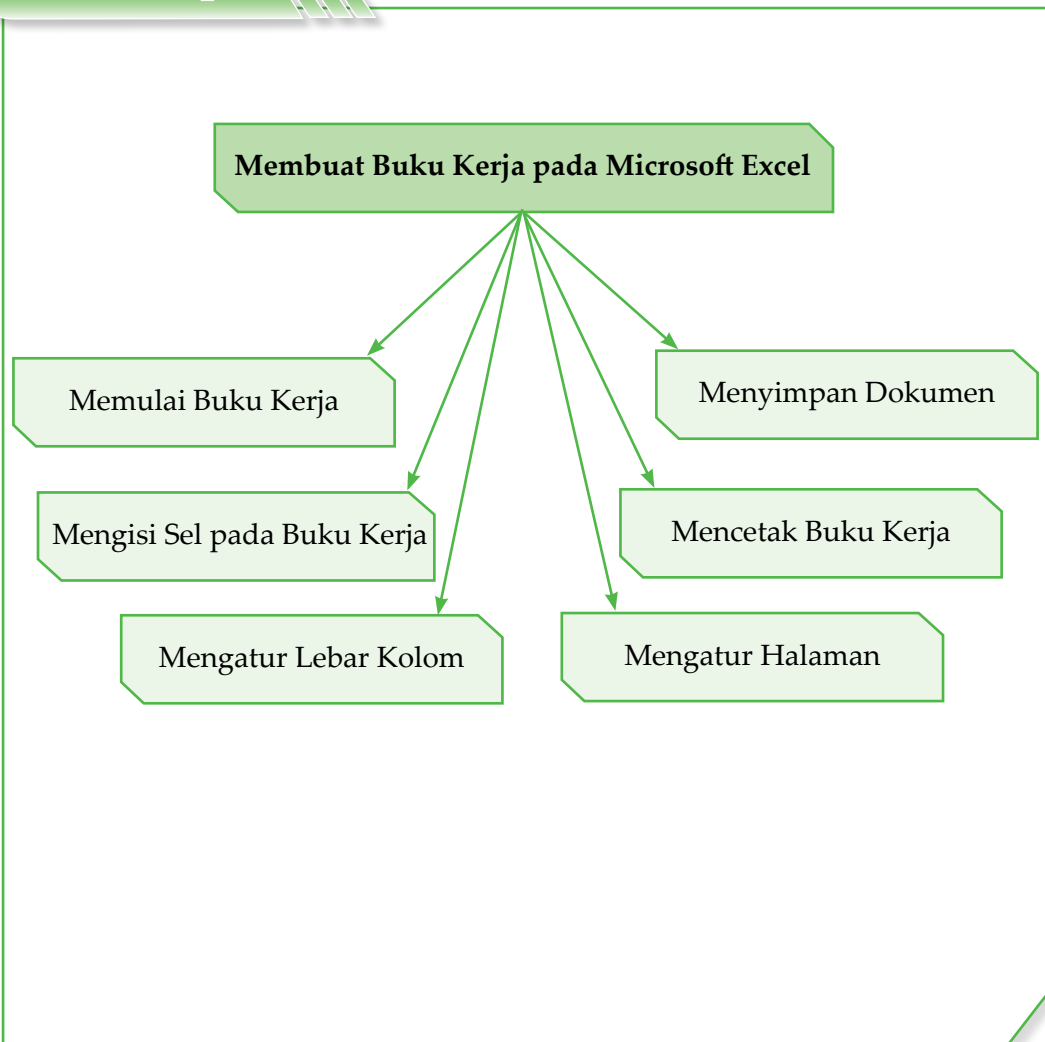 Membuat Buku Kerja pada Microsoft Excel
Memulai Buku Kerja
Menyimpan Dokumen
Mengisi Sel pada Buku Kerja
Mencetak Buku Kerja
Mengatur Lebar Kolom
Mengatur Halaman